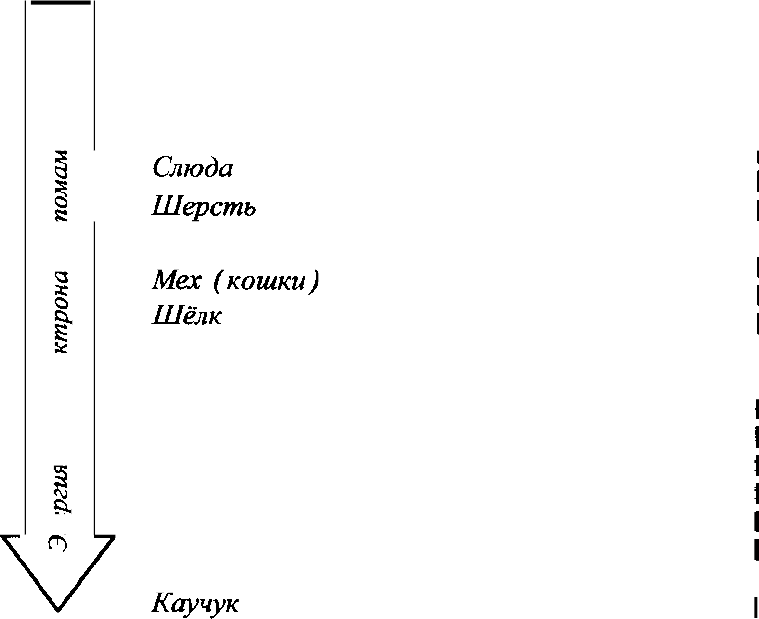 Слюда
Шерсть
Мех (кошки)
Шёлк
Каучук
помам
ктрона
ргия
Э